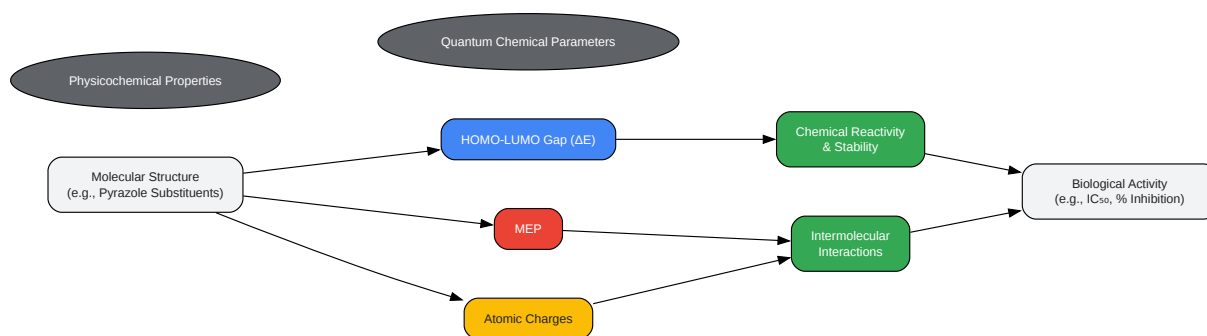 Quantum Chemical Parameters
Physicochemical Properties
HOMO-LUMO Gap (ΔE)
Chemical Reactivity
& Stability
Molecular Structure
(e.g., Pyrazole Substituents)
Biological Activity
(e.g., IC₅₀, % Inhibition)
MEP
Intermolecular
Interactions
Atomic Charges